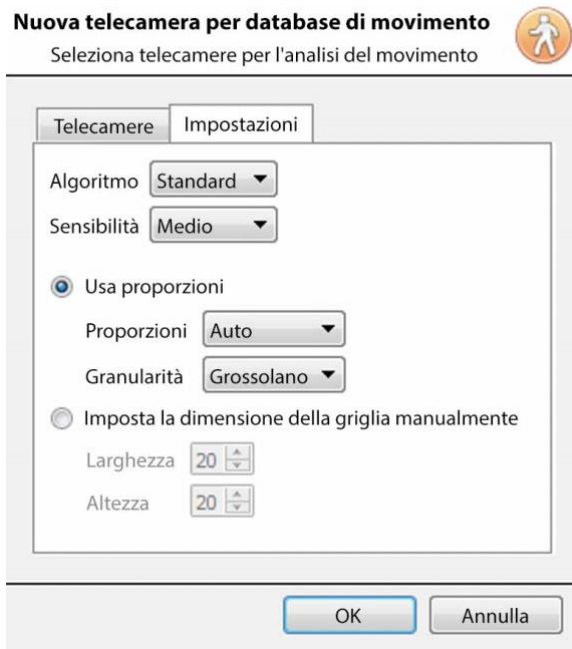 Nuova telecamera per database di movimento
Seleziona telecamere per l'analisi del movimento
Telecamere Impostazioni
Algoritmo Standard
Sensibilità Medio
Usa proporzioni
Proporzioni Auto
Granularità Grossolano
Imposta la dimensione della griglia manualmente
Larghezza 20
Altezza 20
OK Annulla